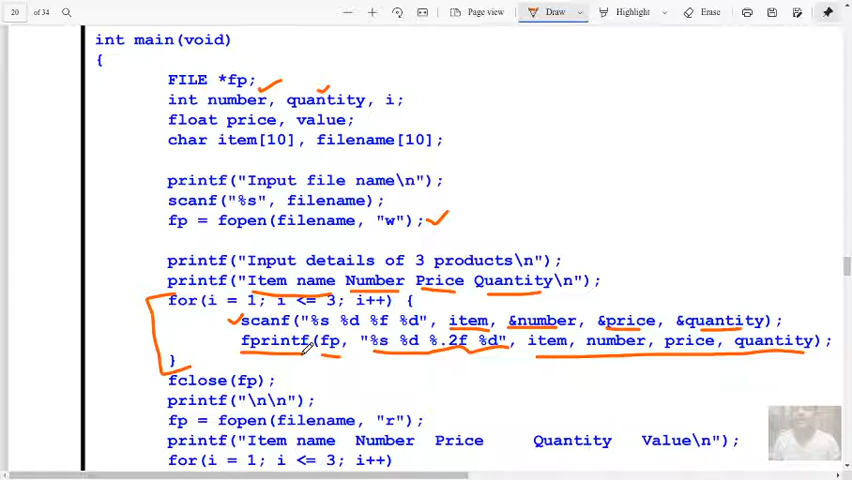 20 of 34 Page view Draw Highlight Erase
int main(void)
{
FILE *fp;
int number, quantity, i;
float price, value;
char item[10], filename[10];
printf("Input file name\n");
scanf("%s", filename);
fp = fopen(filename, "w");
printf("Input details of 3 products\n");
printf("Item name Number Price Quantity\n");
for(i = 1; i <= 3; i++) {
scanf("%s %d %f %d", item, &number, &price, &quantity);
fprintf(fp, "%s %d %.2f %d", item, number, price, quantity);
}
fclose(fp);
printf("\n\n");
fp = fopen(filename, "r");
printf("Item name Number Price Quantity Value\n");
for(i = 1; i <= 3; i++)